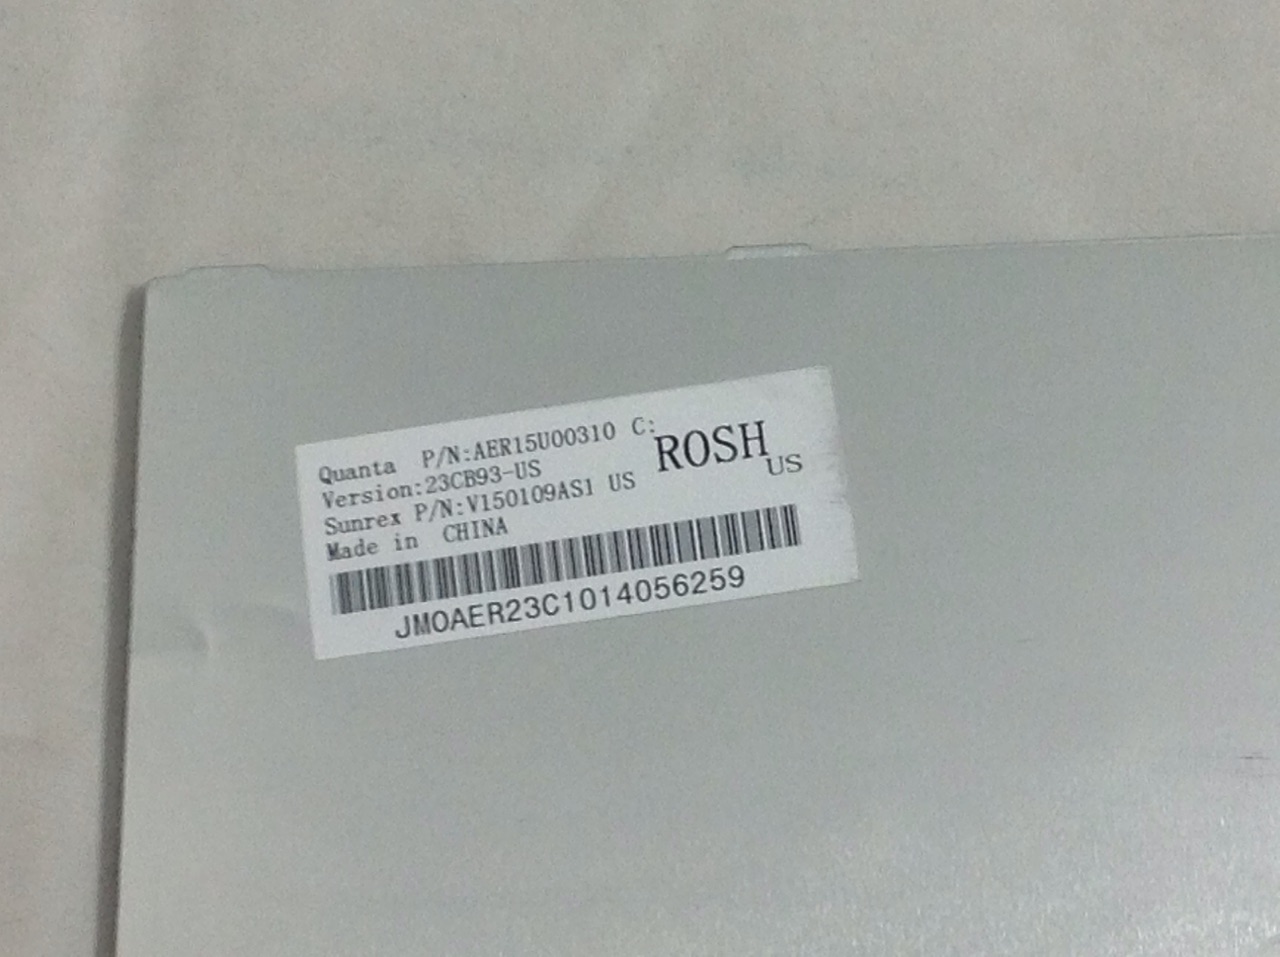 Quanta P/N:AER15U00310 C:
Version:23CB93-US
Sunrex P/N:V150109AS1 US
Made in CHINA
ROSH
US
JMOAER23C1014056259